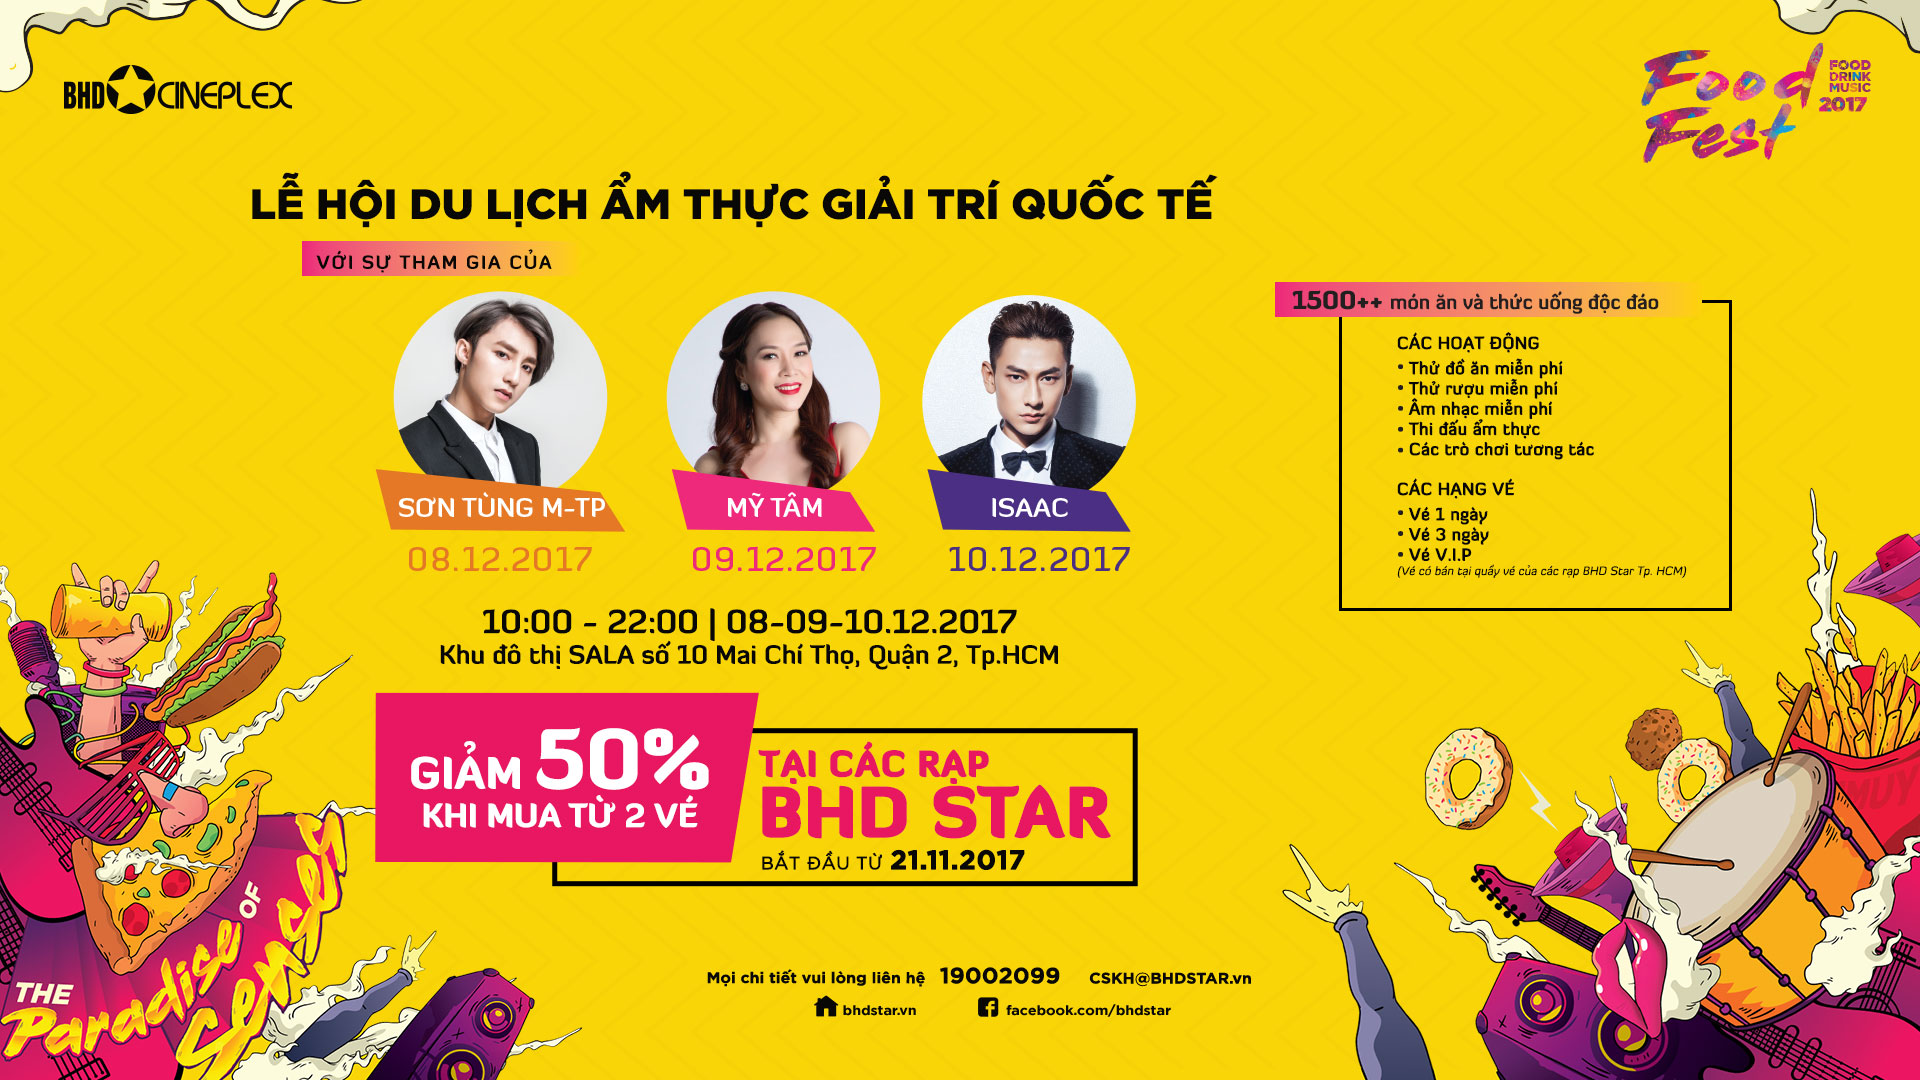 BHD CINEPLEX
Food Fest
FOOD
DRINK
MUSIC
2017
LỄ HỘI DU LỊCH ẨM THỰC GIẢI TRÍ QUỐC TẾ
VỚI SỰ THAM GIA CỦA
SƠN TÙNG M-TP
08.12.2017
MỸ TÂM
09.12.2017
ISAAC
10.12.2017
1500++ món ăn và thức uống độc đáo
CÁC HOẠT ĐỘNG
• Thử đồ ăn miễn phí
• Thử rượu miễn phí
• Âm nhạc miễn phí
• Thi đấu ẩm thực
• Các trò chơi tương tác
CÁC HẠNG VÉ
• Vé 1 ngày
• Vé 3 ngày
• Vé V.I.P
(Vé có bán tại quầy vé của các rạp BHD Star Tp. HCM)
10:00 - 22:00 | 08-09-10.12.2017
Khu đô thị SALA số 10 Mai Chí Thọ, Quận 2, Tp.HCM
GIẢM 50%
KHI MUA TỪ 2 VÉ
TẠI CÁC RẠP
BHD STAR
BẮT ĐẦU TỪ 21.11.2017
THE Paradise OF Senses
MUY
Mọi chi tiết vui lòng liên hệ 19002099 CSKH@BHDSTAR.vn
bhdstar.vn facebook.com/bhdstar